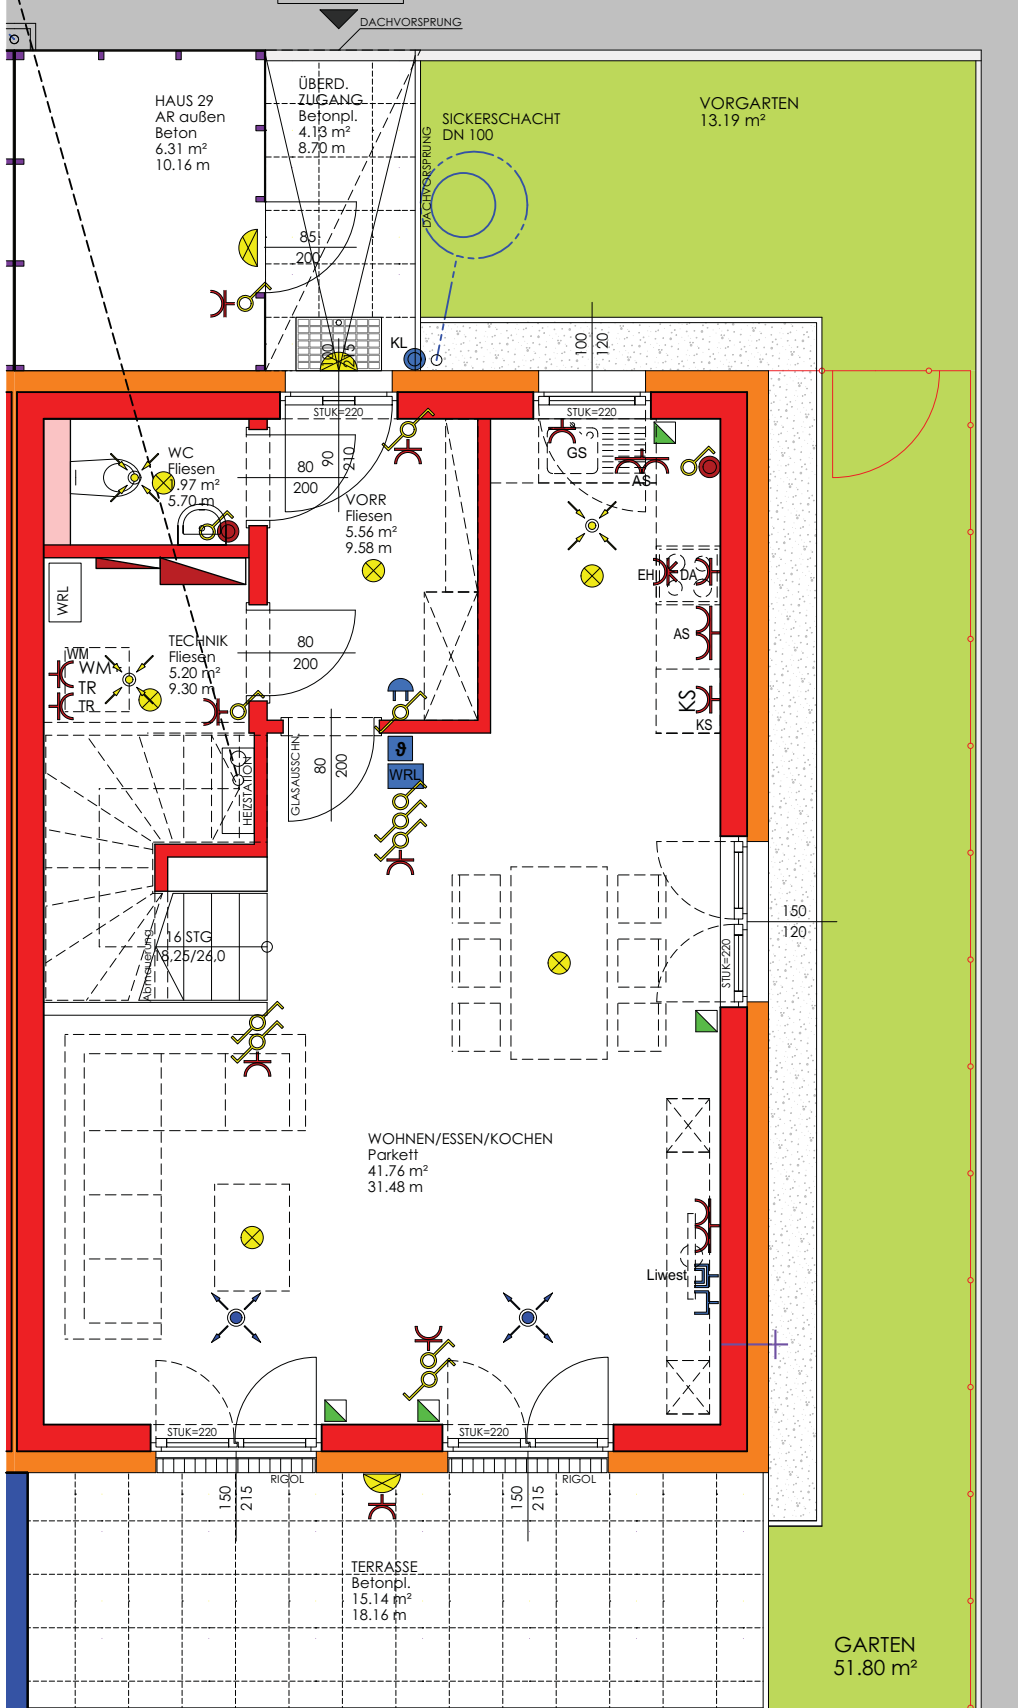 DACHVORSPRUNG
HAUS 29
AR außen
Beton
6.31 m²
10.16 m
ÜBERD.
ZUGANG
Betonpl.
4.13 m²
8.70 m
DACHVORSPRUNG
SICKERSCHACHT
DN 100
VORGARTEN
13.19 m²
85
200
KL
100
120
STUK=220
STUK=220
WC
Fliesen
1.97 m²
5.70 m
80
200
90
210
VORR
Fliesen
5.56 m²
9.58 m
GS
AS
EH
DA
AS
KS
KS
WRL
TECHNIK
Fliesen
5.20 m²
9.30 m
WM
WM
TR
TR
80
200
HEIZSTATION
GLASAUSSCHN.
80
200
ϑ
WRL
Abmauerung
16 STG
18,25/26,0
150
120
STUK=220
WOHNEN/ESSEN/KOCHEN
Parkett
41.76 m²
31.48 m
Liwest
STUK=220
STUK=220
RIGOL
RIGOL
150
215
150
215
TERRASSE
Betonpl.
15.14 m²
18.16 m
GARTEN
51.80 m²